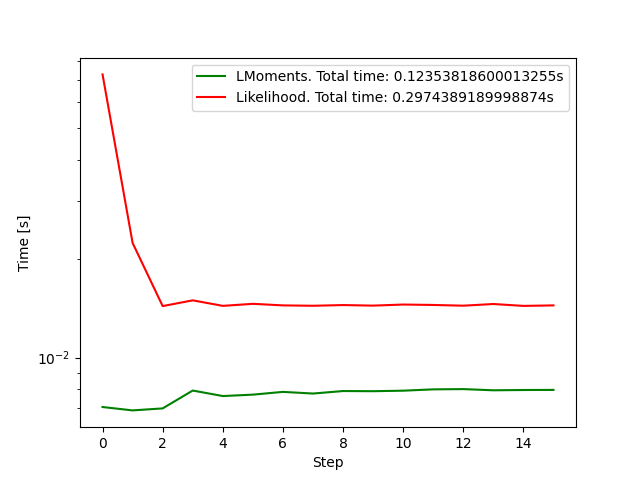 LMoments. Total time: 0.12353818600013255s
Likelihood. Total time: 0.2974389189998874s
Time [s]
10⁻²
0 2 4 6 8 10 12 14
Step